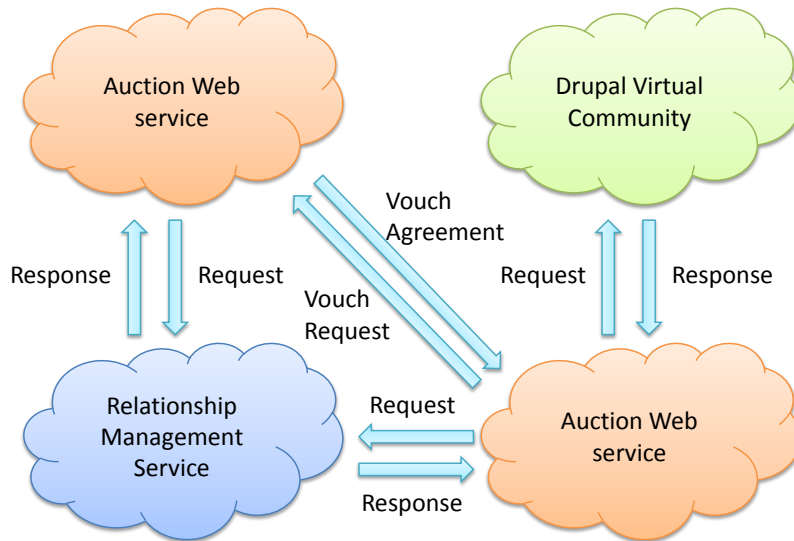 Auction Web
service
Drupal Virtual
Community
Vouch
Agreement
Response
Request
Vouch
Request
Request
Response
Relationship
Management
Service
Request
Response
Auction Web
service